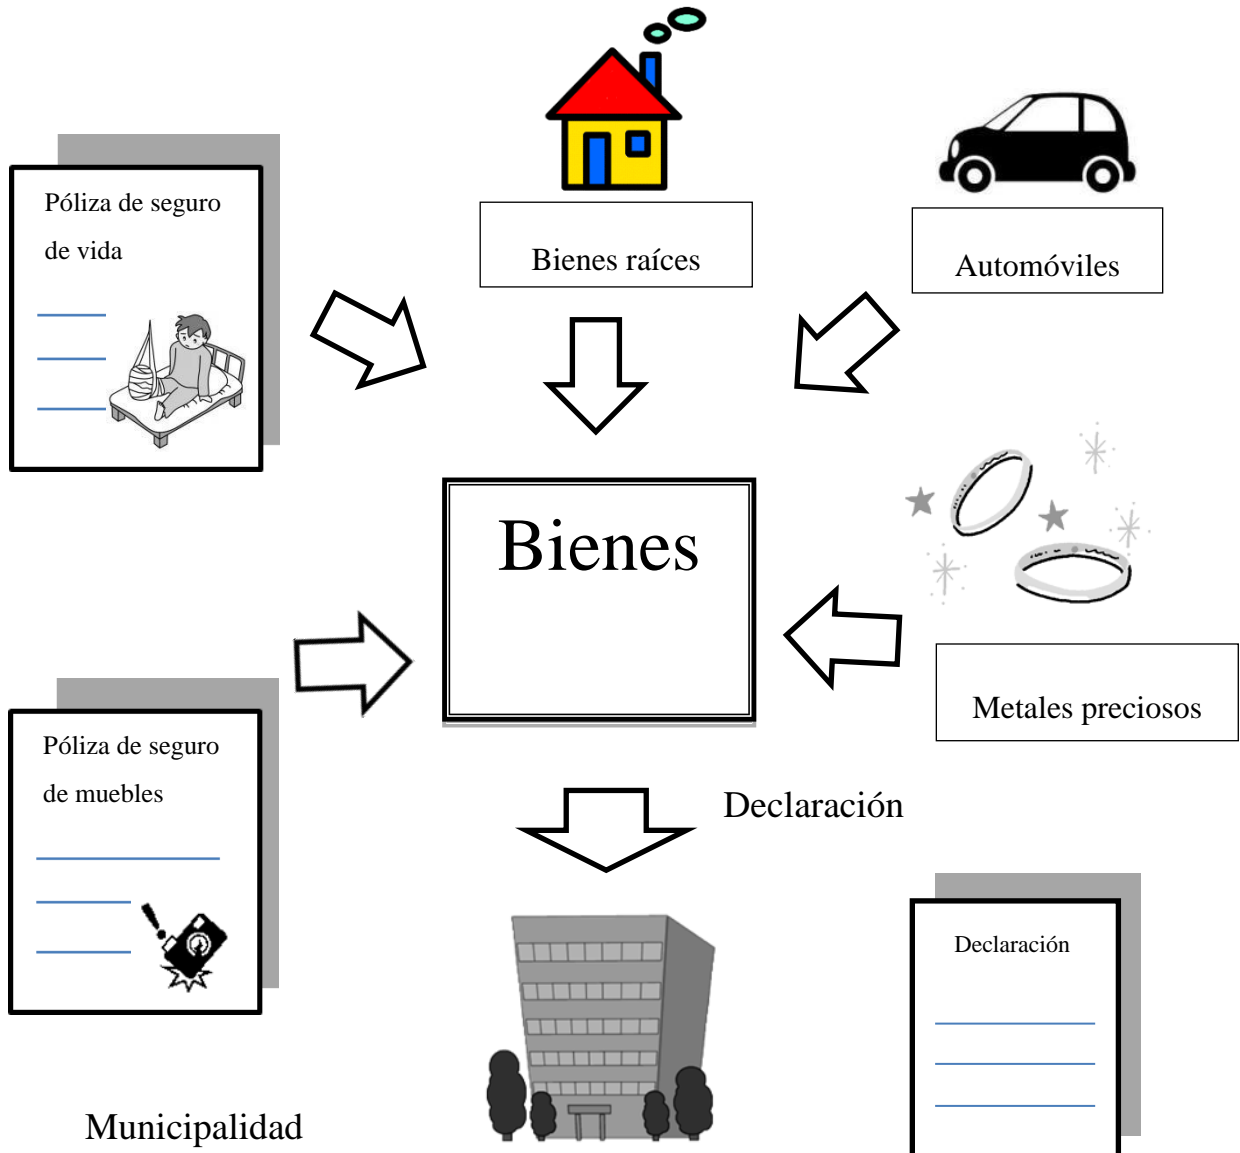 Póliza de seguro
de vida
Bienes raíces
Automóviles
Bienes
Metales preciosos
Póliza de seguro
de muebles
Declaración
Declaración
Municipalidad